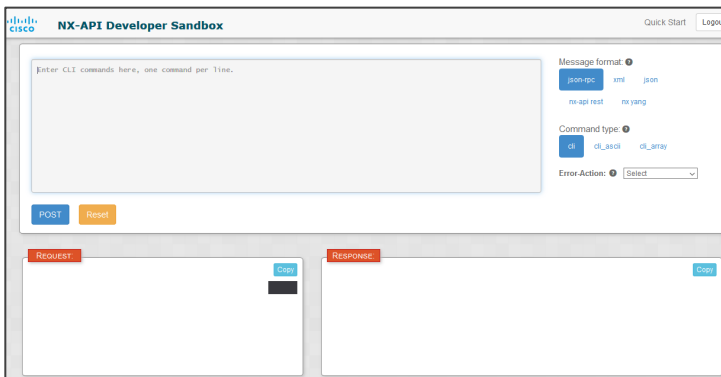 CISCO
NX-API Developer Sandbox
Quick Start
Logou
Enter CLI commands here, one command per line.
Message format:
json-rpc xml json
nx-api rest nx yang
Command type:
cli cli_ascii cli_array
Error-Action: Select
POST Reset
REQUEST:
Copy
RESPONSE:
Copy